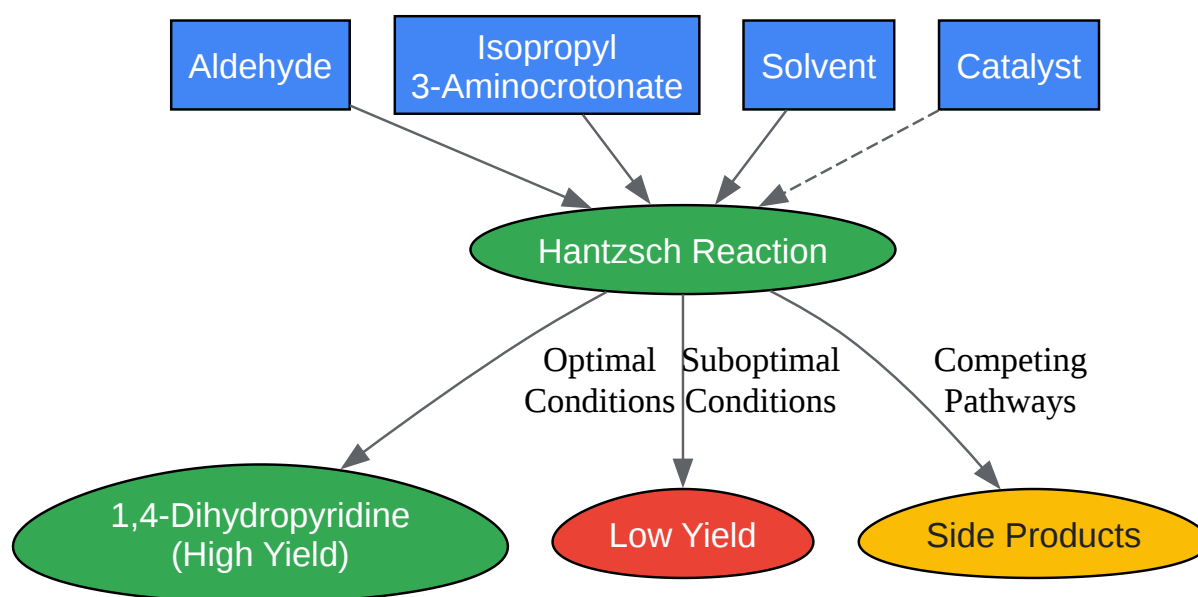 Aldehyde
Isopropyl
3-Aminocrotonate
Solvent
Catalyst
Hantzsch Reaction
Optimal
Conditions
Suboptimal
Conditions
Competing
Pathways
1,4-Dihydropyridine
(High Yield)
Low Yield
Side Products